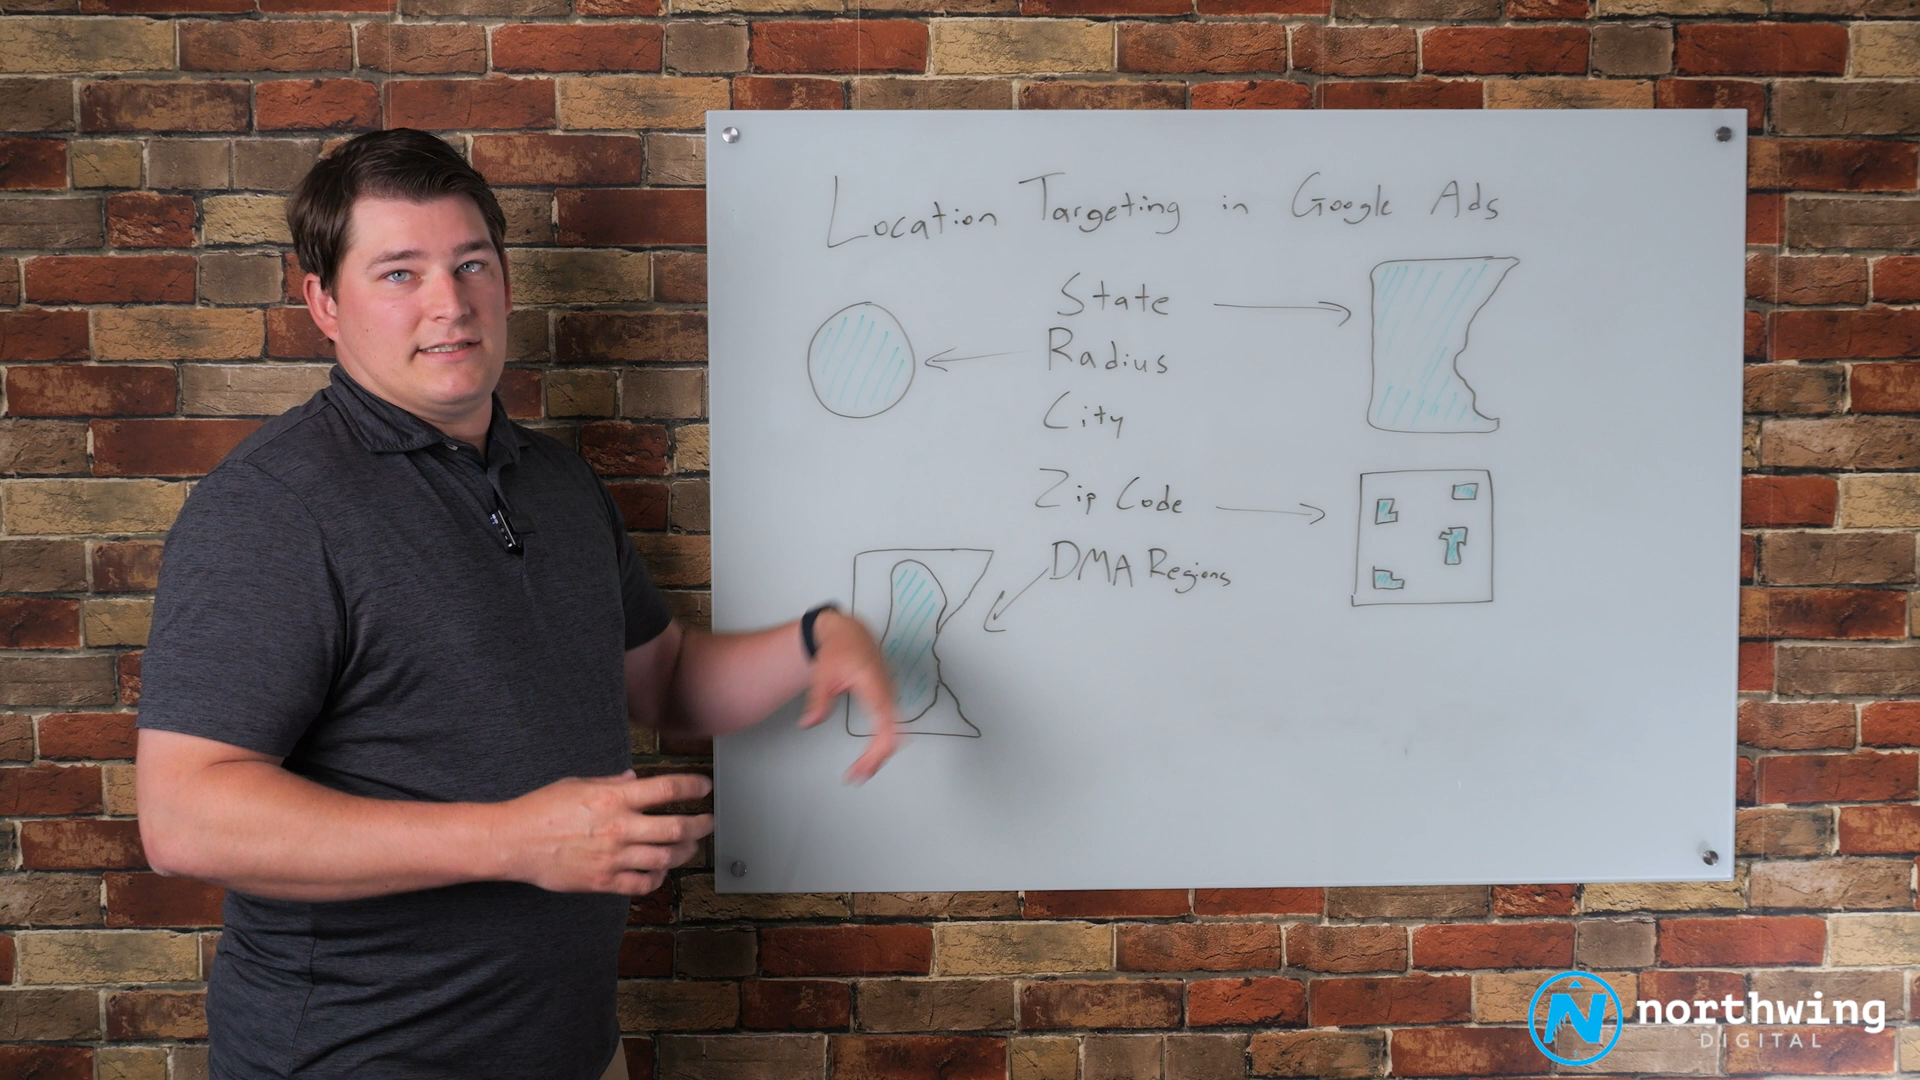 Location Targeting in Google Ads
State
Radius
City
Zip Code
DMA Regions
northwing
DIGITAL